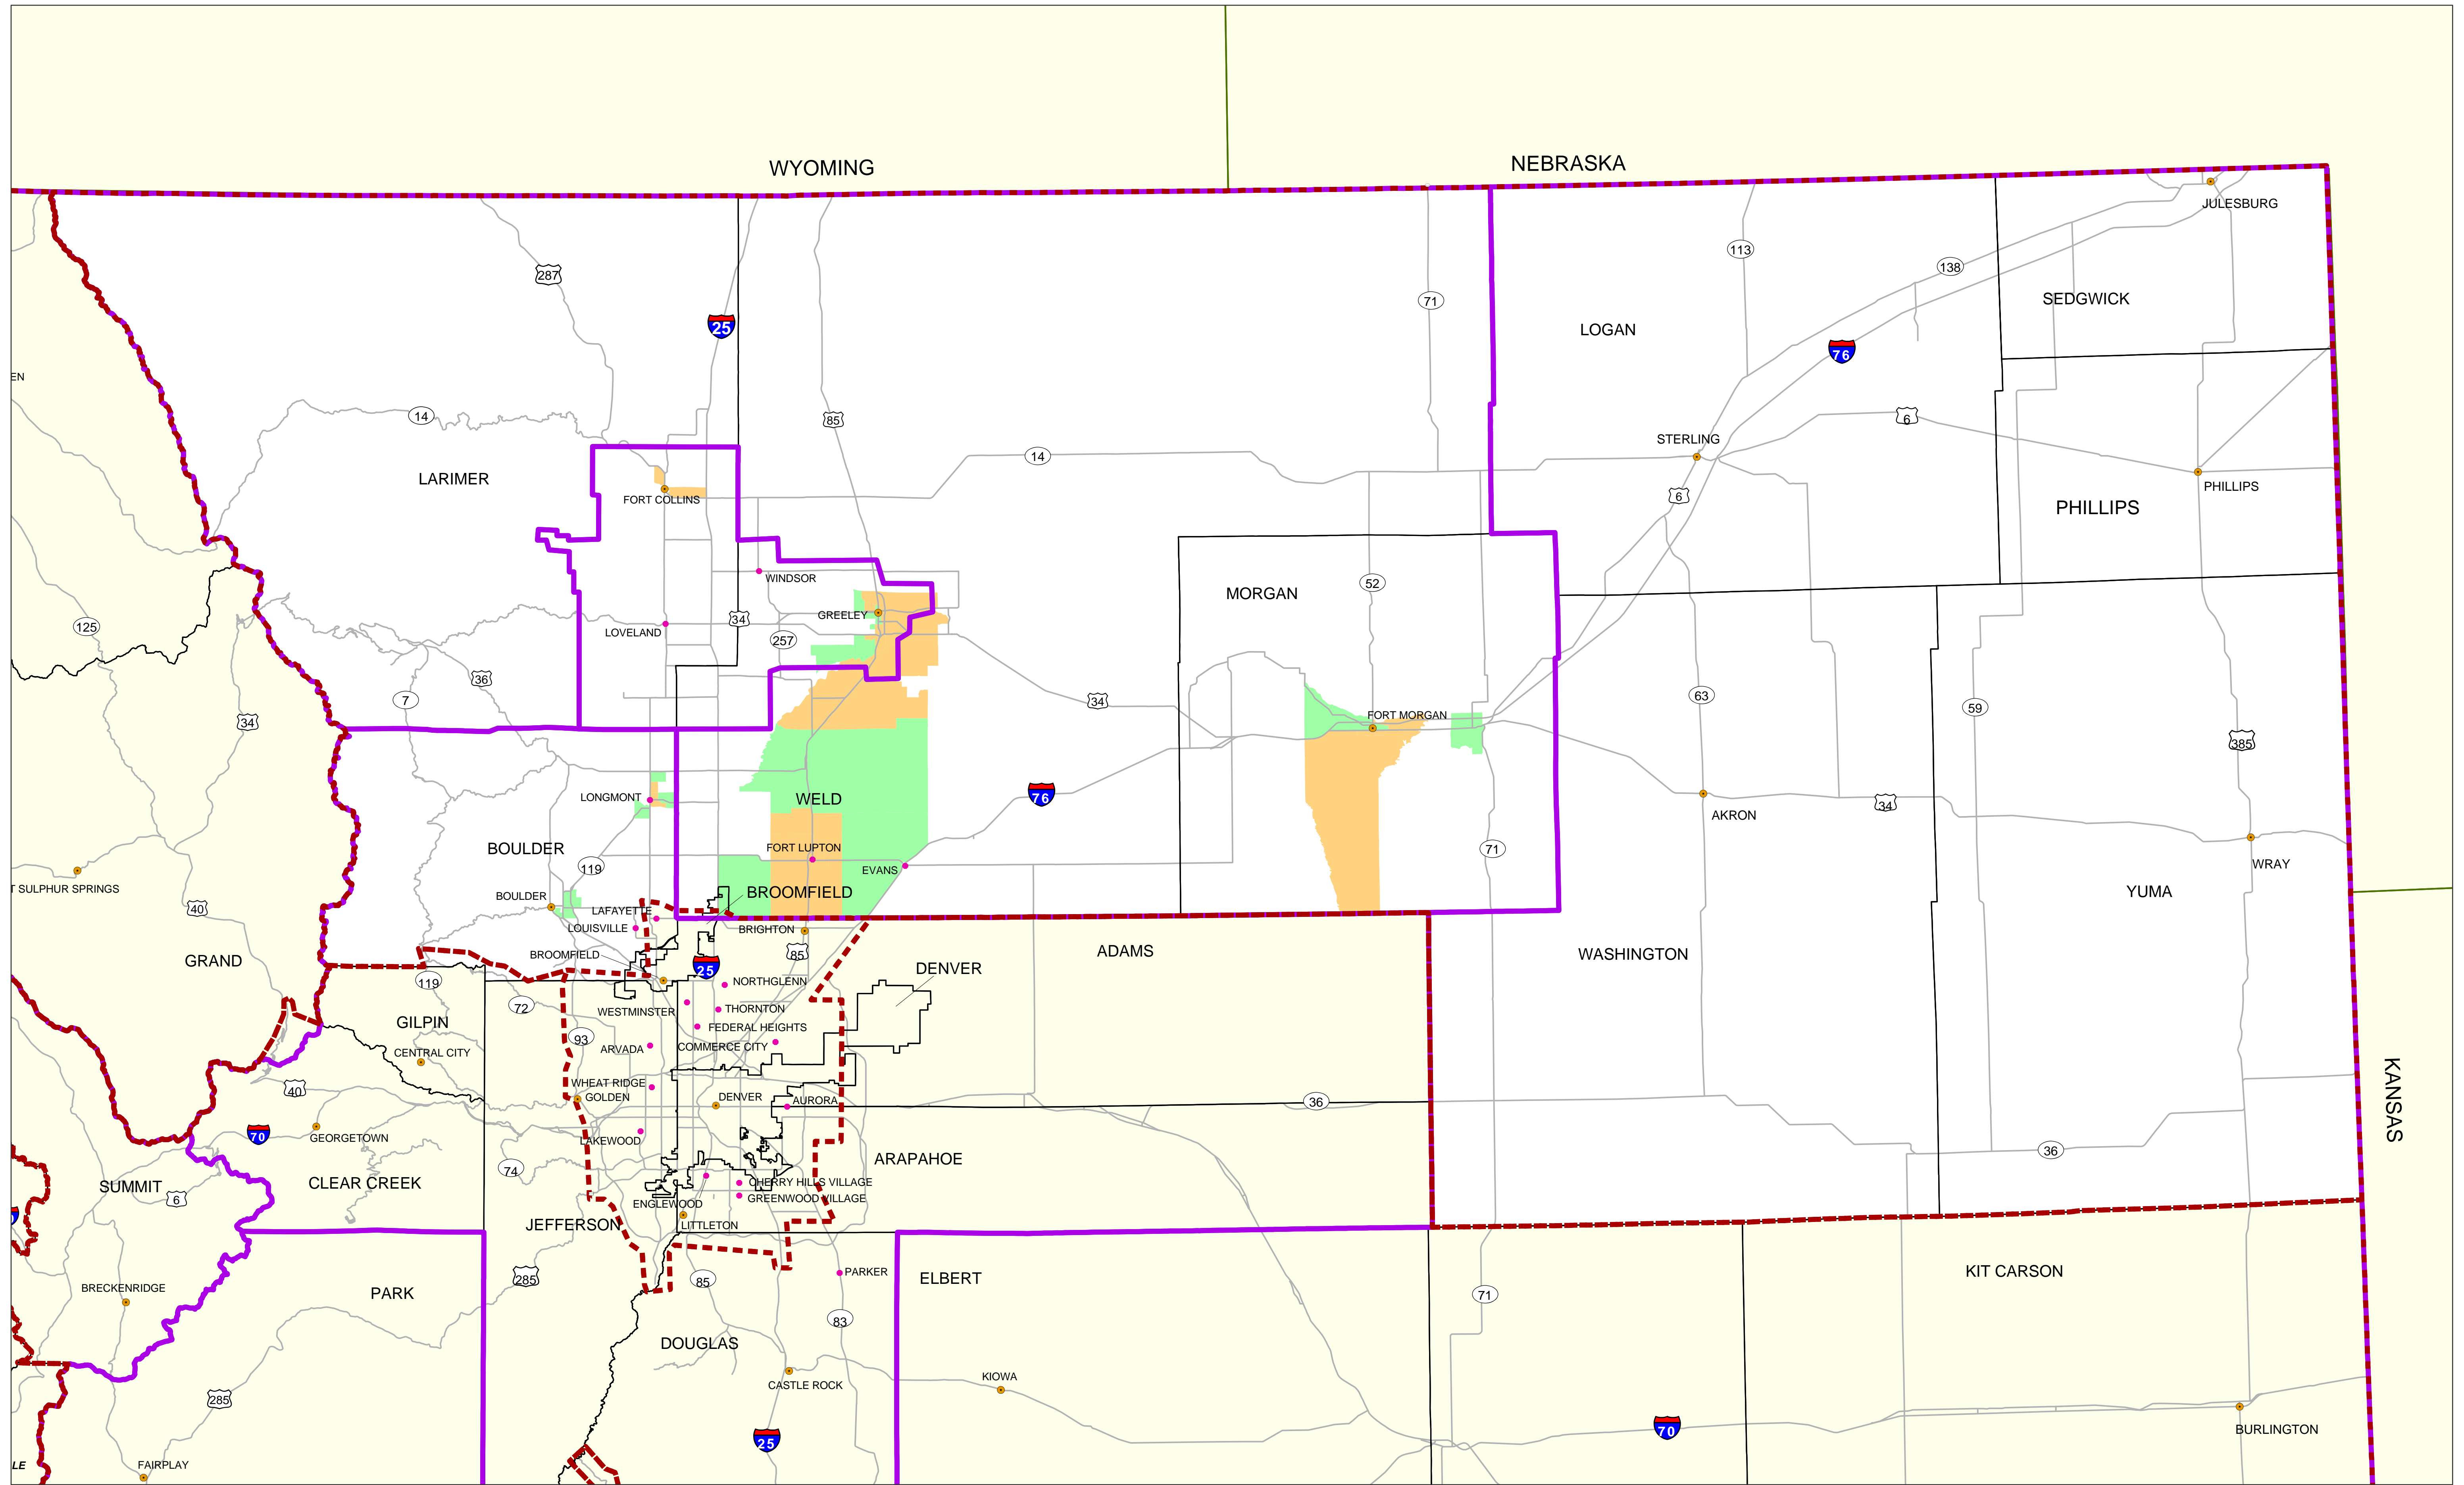 WYOMING
NEBRASKA
JULESBURG
113
138
287
71
SEDGWICK
25
LOGAN
76
EN
14
85
6
STERLING
14
LARIMER
PHILLIPS
FORT COLLINS
6
PHILLIPS
WINDSOR
52
MORGAN
GREELEY
34
125
LOVELAND
257
36
63
7
34
59
FORT MORGAN
34
385
LONGMONT
WELD
76
34
AKRON
BOULDER
FORT LUPTON
71
119
EVANS
WRAY
T SULPHUR SPRINGS
BROOMFIELD
YUMA
BOULDER
40
LAFAYETTE
LOUISVILLE
BRIGHTON
ADAMS
WASHINGTON
BROOMFIELD
85
GRAND
25
DENVER
119
NORTHGLENN
72
THORNTON
WESTMINSTER
GILPIN
FEDERAL HEIGHTS
93
COMMERCE CITY
ARVADA
CENTRAL CITY
KANSAS
WHEAT RIDGE
40
GOLDEN
DENVER
AURORA
36
70
GEORGETOWN
LAKEWOOD
36
ARAPAHOE
74
CLEAR CREEK
SUMMIT
CHERRY HILLS VILLAGE
6
GREENWOOD VILLAGE
ENGLEWOOD
JEFFERSON
LITTLETON
KIT CARSON
PARKER
285
85
ELBERT
BRECKENRIDGE
PARK
71
83
DOUGLAS
KIOWA
CASTLE ROCK
285
70
BURLINGTON
25
LE
FAIRPLAY